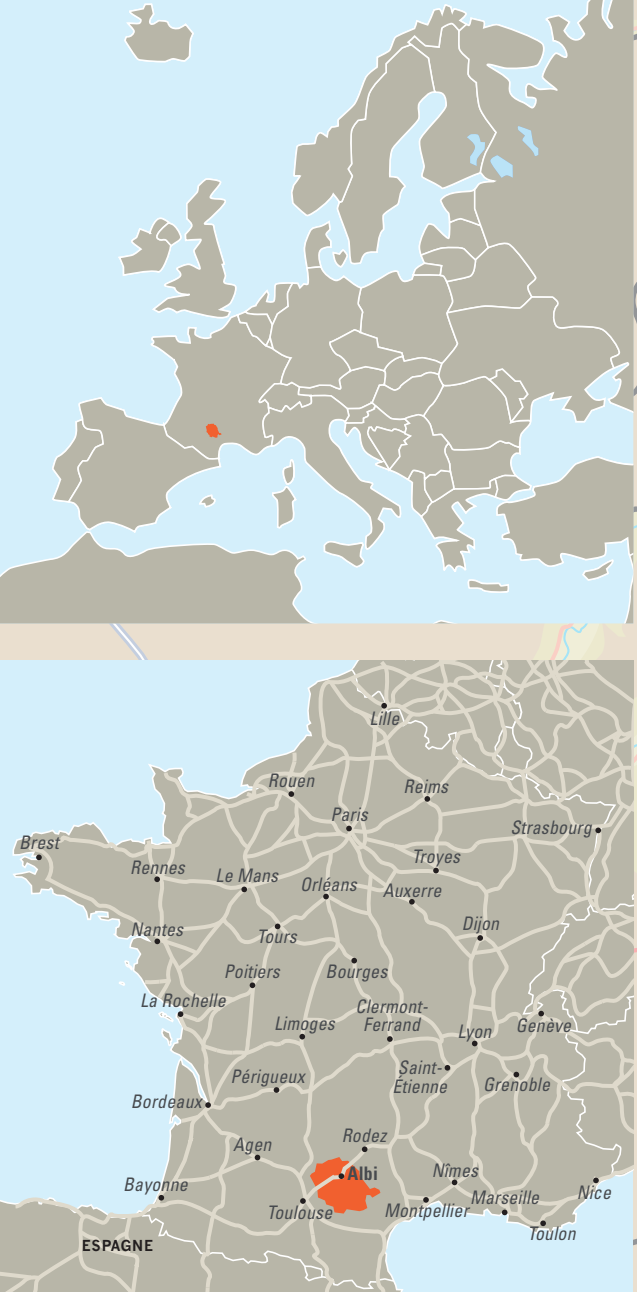 Lille
Rouen
Reims
Paris
Strasbourg
Brest
Troyes
Rennes
Le Mans
Orléans
Auxerre
Dijon
Nantes
Tours
Poitiers
Bourges
La Rochelle
Clermont-
Ferrand
Limoges
Lyon
Genève
Saint-
Étienne
Périgueux
Grenoble
Bordeaux
Rodez
Agen
Albi
Nîmes
Bayonne
Nice
Marseille
Montpellier
Toulouse
Toulon
ESPAGNE